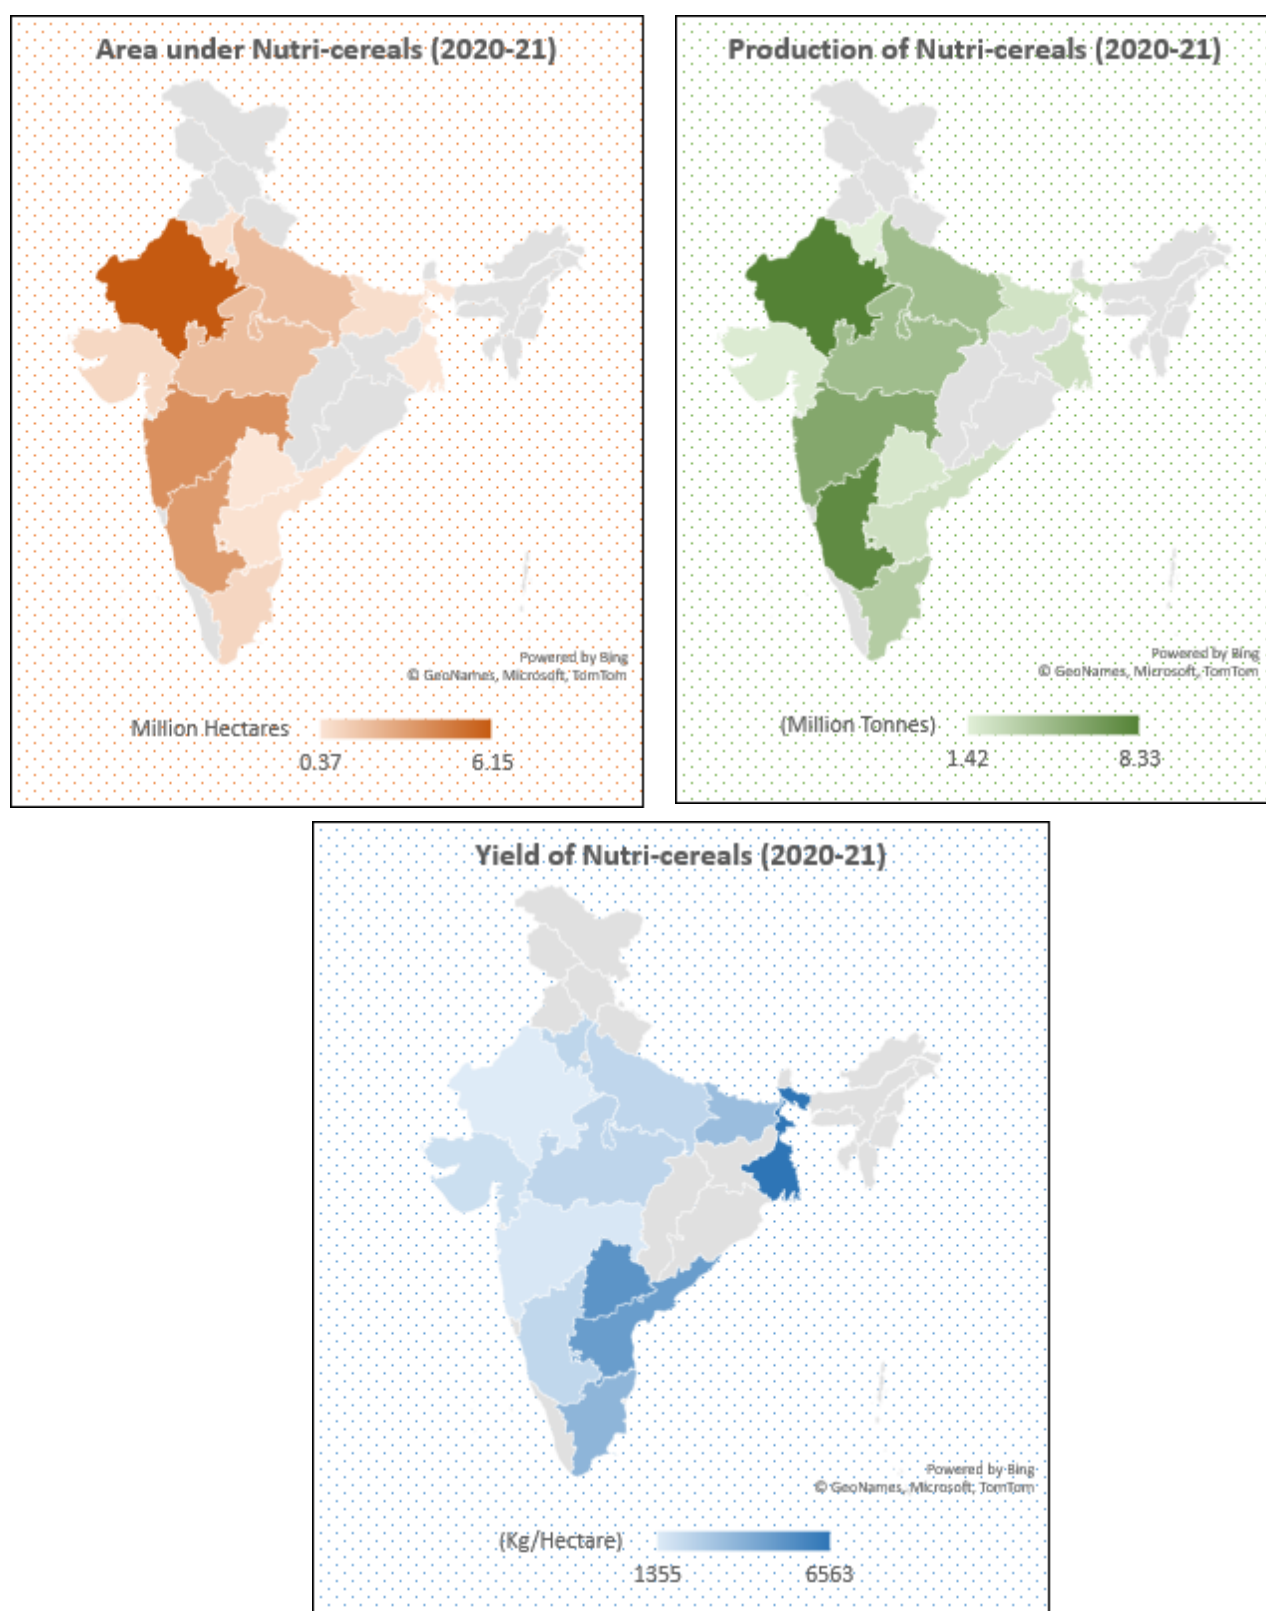 Area under Nutri-cereals (2020-21)
Powered by Bing
© GeoNames, Microsoft, TomTom
Million Hectares
0.37 6.15
Production of Nutri-cereals (2020-21)
Powered by Bing
© GeoNames, Microsoft, TomTom
(Million Tonnes)
1.42 8.33
Yield of Nutri-cereals (2020-21)
Powered by Bing
© GeoNames, Microsoft, TomTom
(Kg/Hectare)
1355 6563